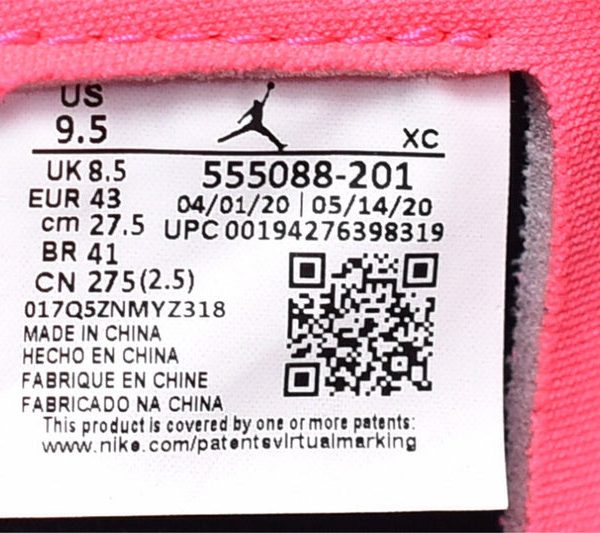 US
9.5
XC
UK 8.5
EUR 43
cm 27.5
BR 41
CN 275(2.5)
555088-201
04/01/20 | 05/14/20
UPC 00194276398319
017Q5ZNMYZ318
MADE IN CHINA
HECHO EN CHINA
FABRIQUE EN CHINE
FABRICADO NA CHINA
This product is covered by one or more patents:
www.nike.com/patentsvirtualmarking